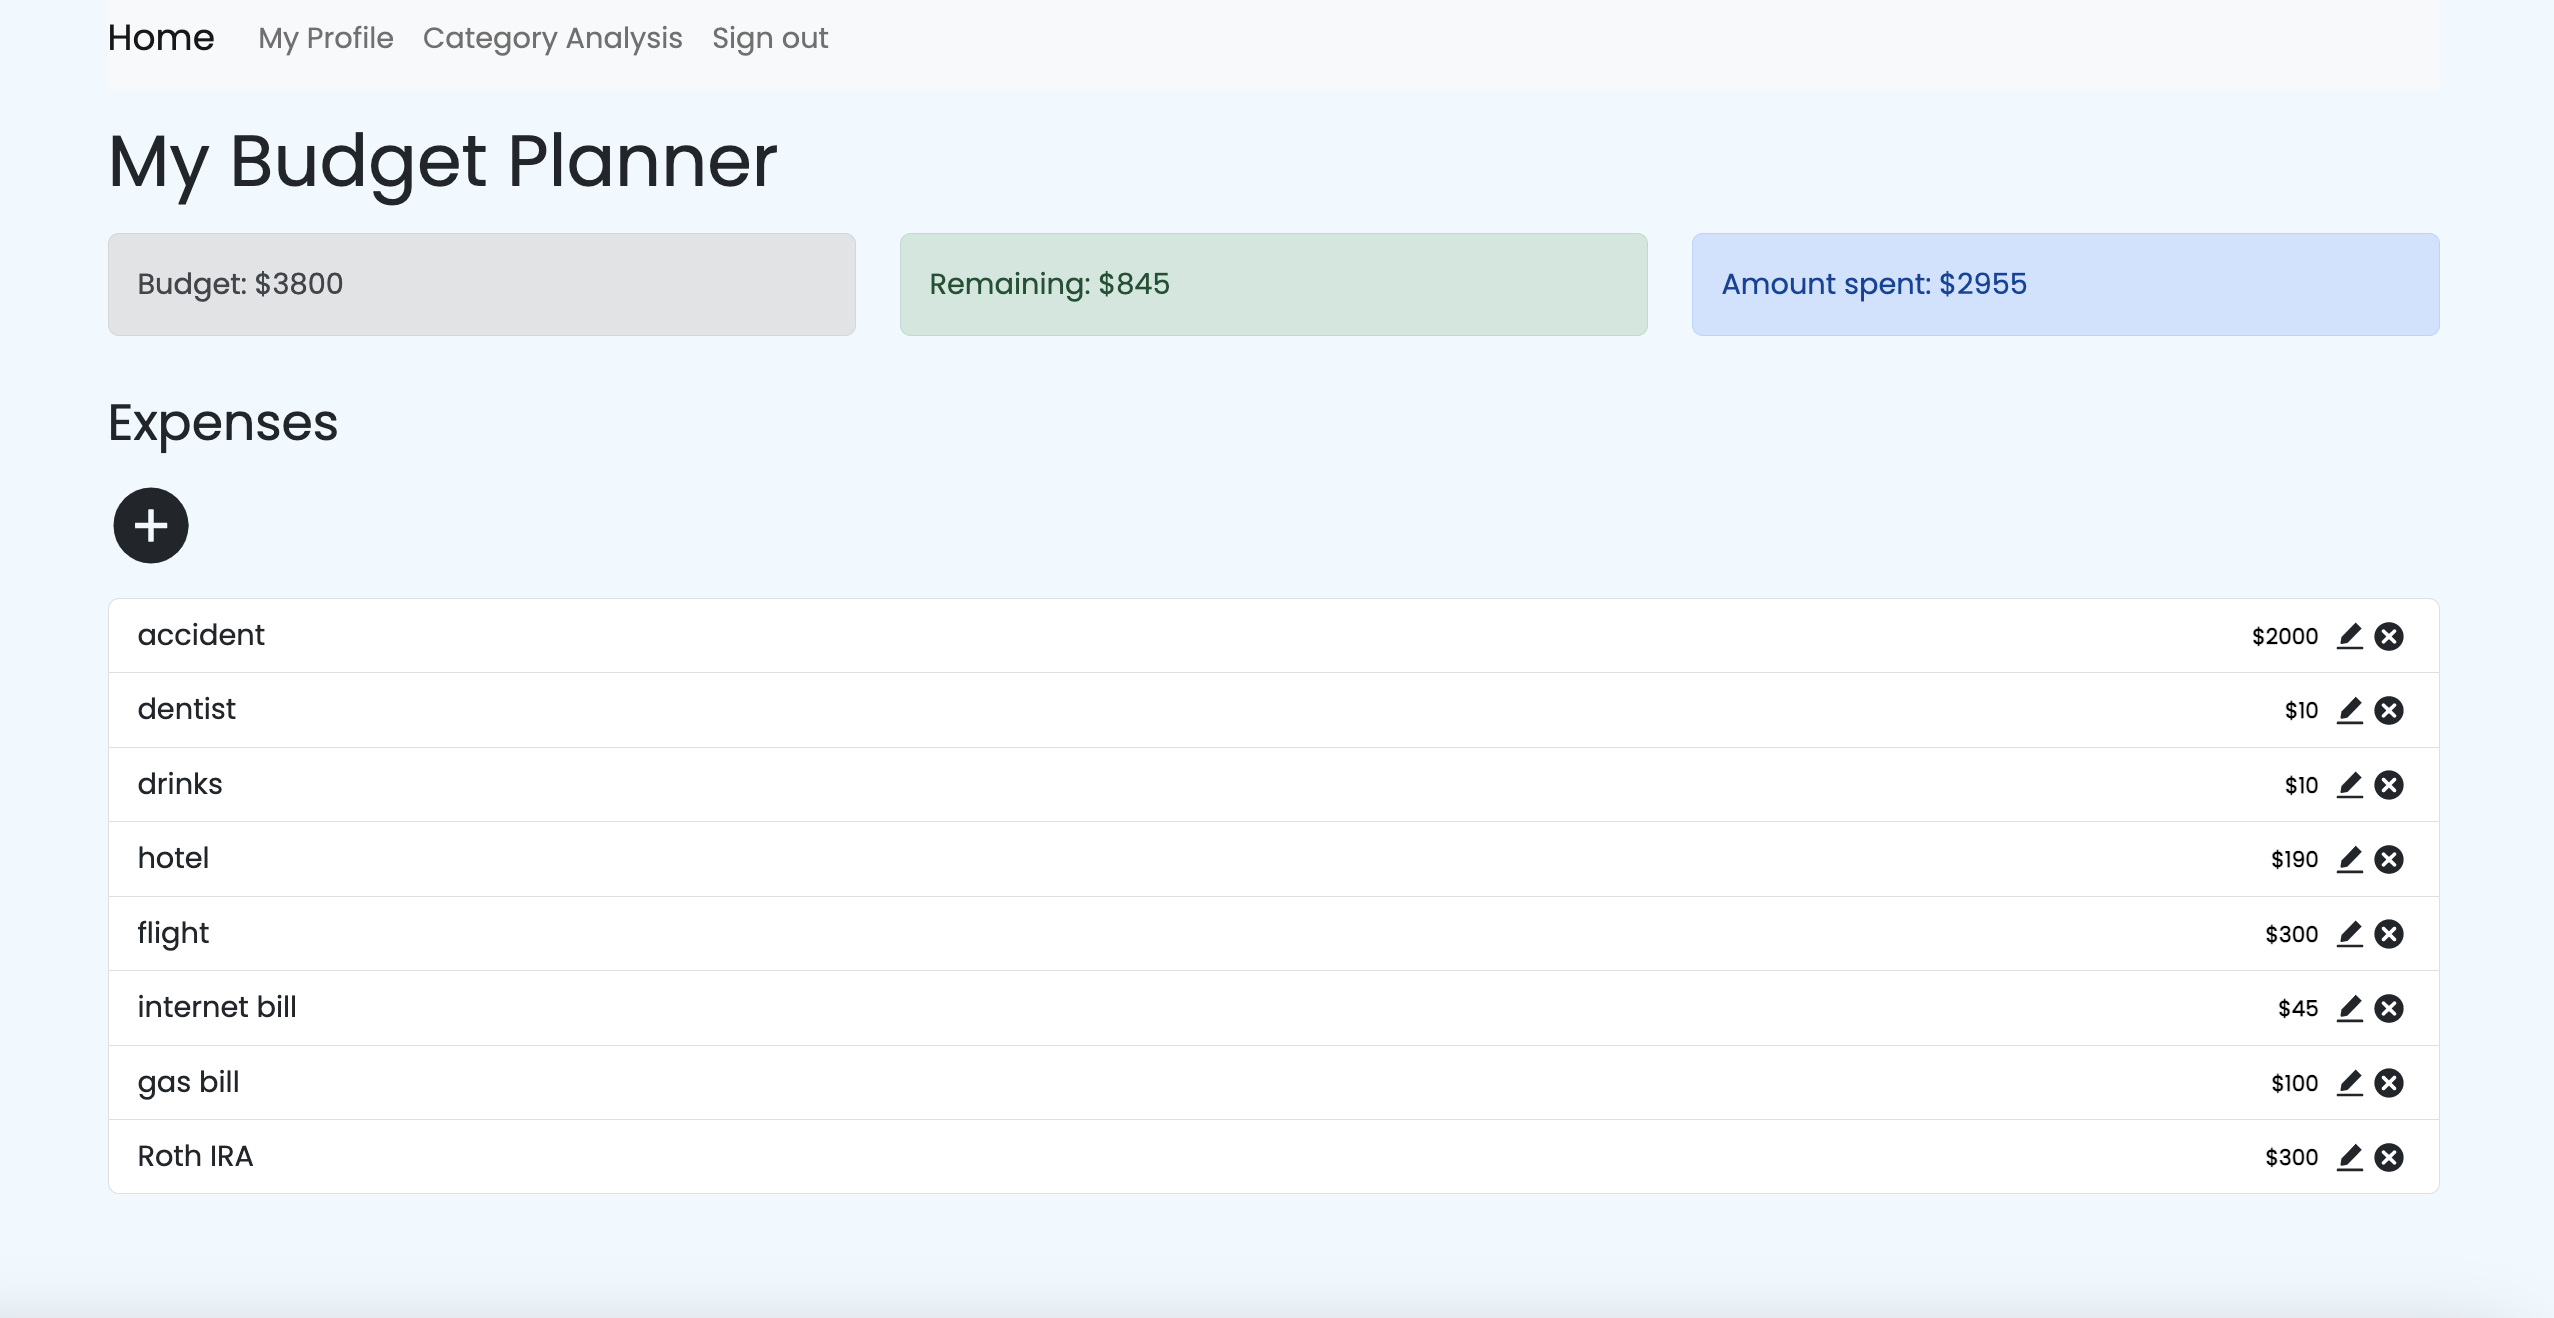 Home My Profile Category Analysis Sign out
My Budget Planner
Budget: $3800 Remaining: $845 Amount spent: $2955
Expenses
accident $2000
dentist $10
drinks $10
hotel $190
flight $300
internet bill $45
gas bill $100
Roth IRA $300